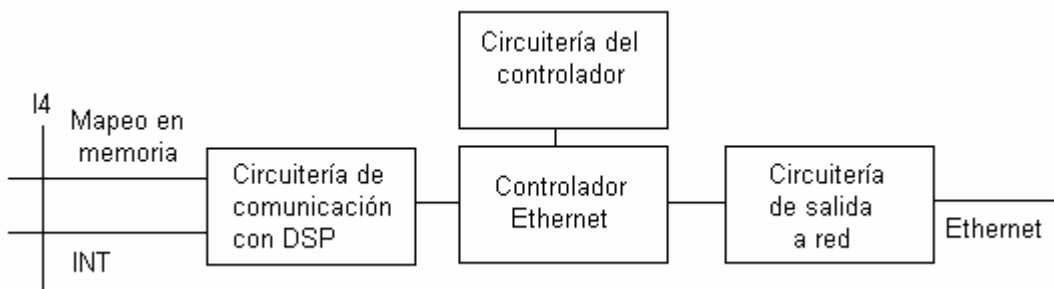 Circuitería del
controlador
I4
Mapeo en
memoria
Circuitería de
comunicación
con DSP
Controlador
Ethernet
Circuitería
de salida
a red
Ethernet
INT